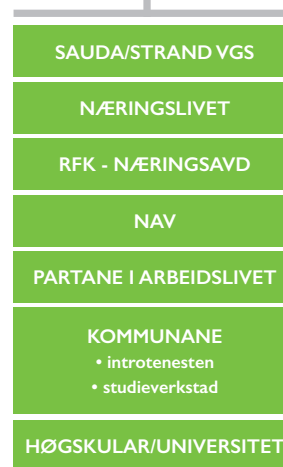 SAUDA/STRAND VGS
NÆRINGSLIVET
RFK - NÆRINGSAVD
NAV
PARTANE I ARBEIDSLIVET
KOMMUNANE
• introtenesten
• studieverkstad
HØGSKULAR/UNIVERSITET